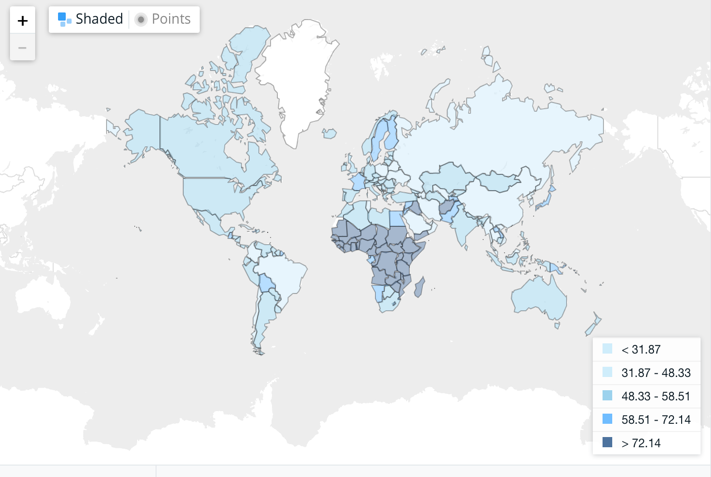 +
Shaded Points
−
< 31.87
31.87 - 48.33
48.33 - 58.51
58.51 - 72.14
> 72.14